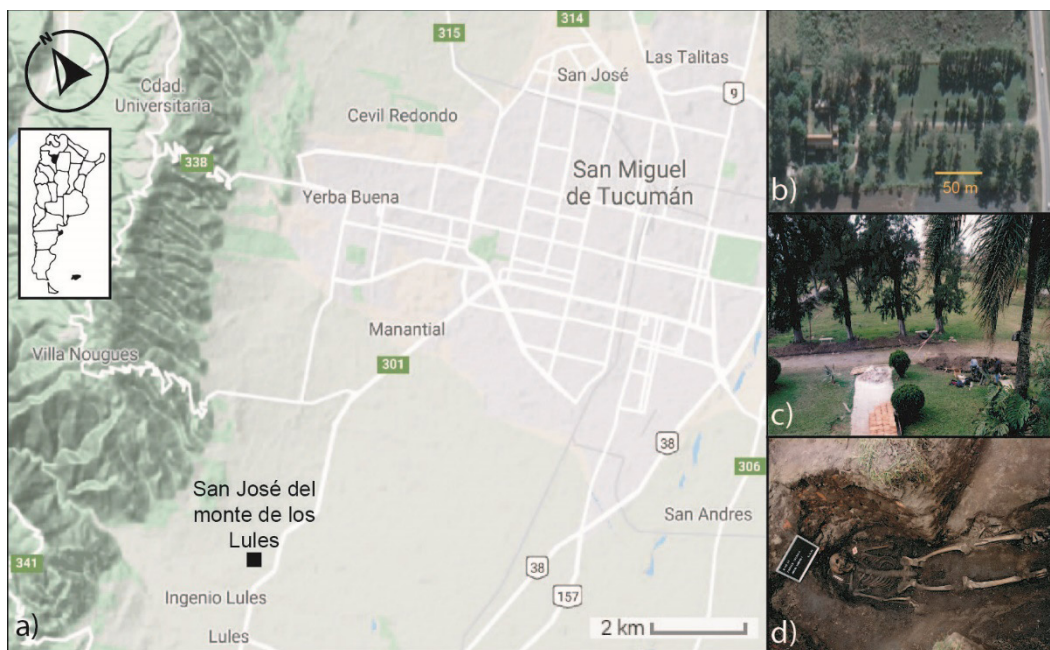 N
315
314
Las Talitas
San José
9
Cdad.
Universitaria
Cevil Redondo
338
San Miguel
de Tucumán
Yerba Buena
Manantial
301
Villa Nougues
38
306
San José del
monte de los
Lules
San Andres
341
38
157
Ingenio Lules
Lules
2 km
a)
50 m
b)
c)
d)